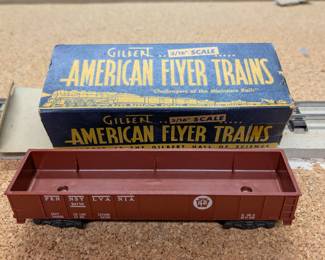 GILBERT 3/16" SCALE
AMERICAN FLYER TRAINS
"Challengers of the Miniature Rails"
GILBERT 3/16" SCALE
AMERICAN FLYER TRAINS
THE GILBERT HALL OF SCIENCE
PENNSYLVANIA